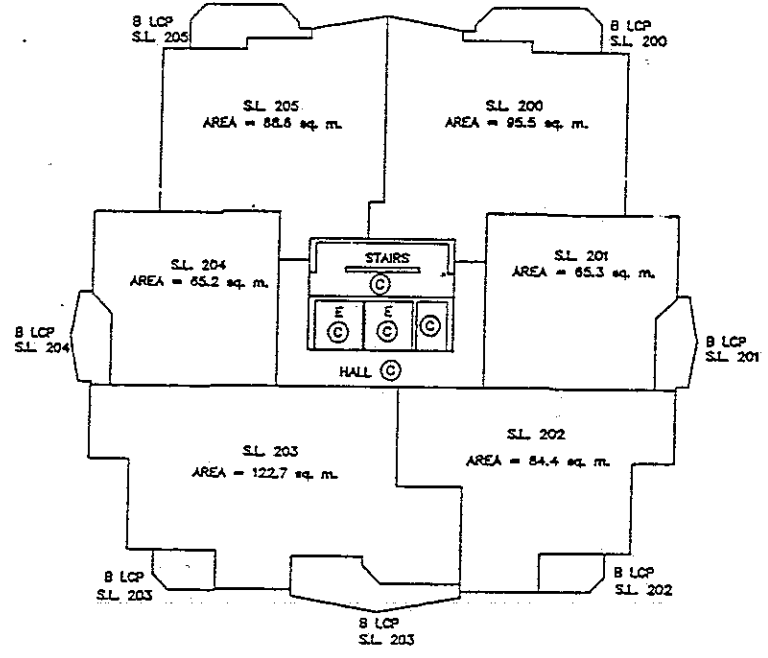 B LCP
S.L. 205
B LCP
S.L. 200
S.L. 205
AREA = 88.8 sq. m.
S.L. 200
AREA = 95.5 sq. m.
S.L. 204
AREA = 65.2 sq. m.
STAIRS
C
S.L. 201
AREA = 65.3 sq. m.
E
C
E
C
C
B LCP
S.L. 204
B LCP
S.L. 201
HALL C
S.L. 203
AREA = 122.7 sq. m.
S.L. 202
AREA = 84.4 sq. m.
B LCP
S.L. 203
B LCP
S.L. 202
B LCP
S.L. 203